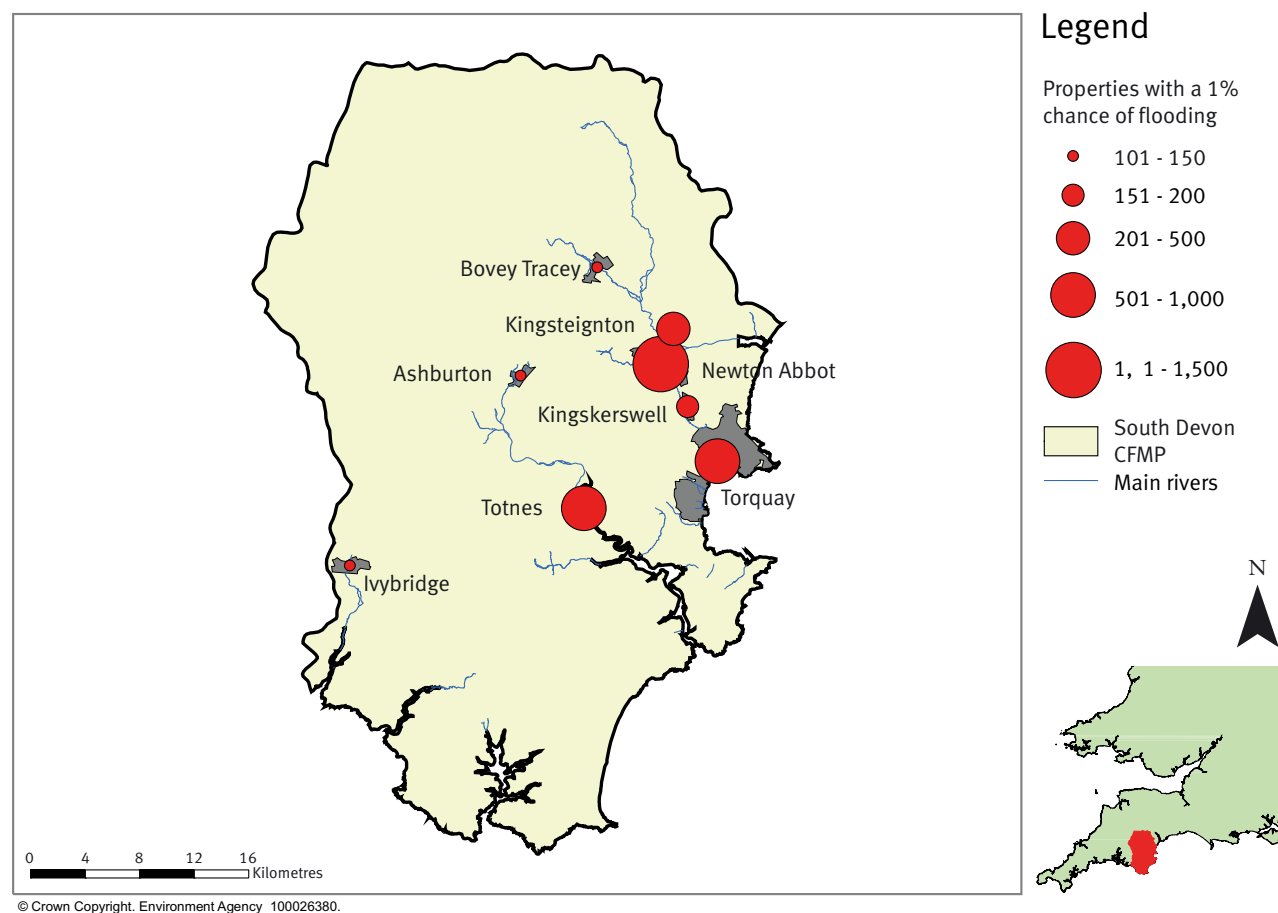 Legend
Properties with a 1%
chance of flooding
101 - 150
151 - 200
201 - 500
501 - 1,000
1, 1 - 1,500
South Devon
CFMP
Main rivers
Bovey Tracey
Kingsteignton
Ashburton
Newton Abbot
Kingskerswell
Torquay
Totnes
Ivybridge
N
0 4 8 12 16
Kilometres
© Crown Copyright. Environment Agency 100026380.